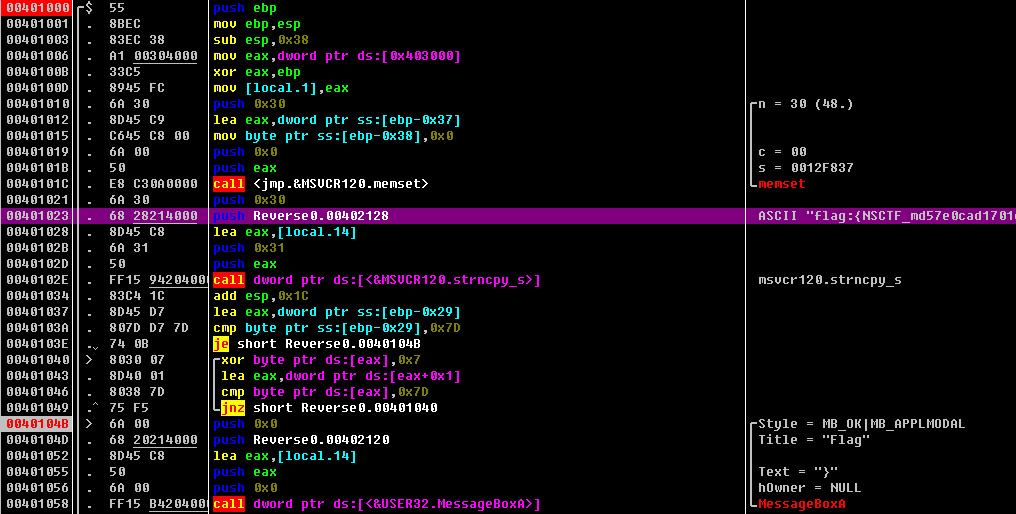 00401000 $ 55 push ebp
00401001 . 8BEC mov ebp,esp
00401003 . 83EC 38 sub esp,0x38
00401006 . A1 00304000 mov eax,dword ptr ds:[0x403000]
0040100B . 33C5 xor eax,ebp
0040100D . 8945 FC mov [local.1],eax
00401010 . 6A 30 push 0x30 n = 30 (48.)
00401012 . 8D45 C9 lea eax,dword ptr ss:[ebp-0x37]
00401015 . C645 C8 00 mov byte ptr ss:[ebp-0x38],0x0
00401019 . 6A 00 push 0x0 c = 00
0040101B . 50 push eax s = 0012F837
0040101C . E8 C30A0000 call <jmp.&MSVCR120.memset> memset
00401021 . 6A 30 push 0x30
00401023 . 68 28214000 push Reverse0.00402128 ASCII "flag:{NSCTF_md57e0cad1701
00401028 . 8D45 C8 lea eax,[local.14]
0040102B . 6A 31 push 0x31
0040102D . 50 push eax
0040102E . FF15 94204000 call dword ptr ds:[<&MSVCR120.strncpy_s>] msvcr120.strncpy_s
00401034 . 83C4 1C add esp,0x1C
00401037 . 8D45 D7 lea eax,dword ptr ss:[ebp-0x29]
0040103A . 807D D7 7D cmp byte ptr ss:[ebp-0x29],0x7D
0040103E .v 74 0B je short Reverse0.0040104B
00401040 > 8030 07 xor byte ptr ds:[eax],0x7
00401043 . 8D40 01 lea eax,dword ptr ds:[eax+0x1]
00401046 . 8038 7D cmp byte ptr ds:[eax],0x7D
00401049 .^ 75 F5 jnz short Reverse0.00401040
0040104B > 6A 00 push 0x0 Style = MB_OK|MB_APPLMODAL
0040104D . 68 20214000 push Reverse0.00402120 Title = "Flag"
00401052 . 8D45 C8 lea eax,[local.14]
00401055 . 50 push eax Text = "}"
00401056 . 6A 00 push 0x0 hOwner = NULL
00401058 . FF15 B4204000 call dword ptr ds:[<&USER32.MessageBoxA>] MessageBoxA